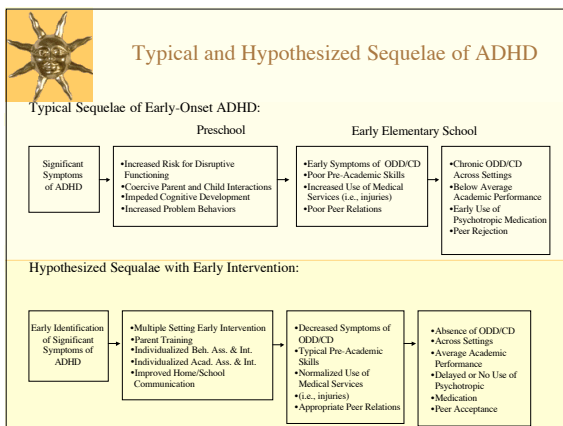 Typical and Hypothesized Sequelae of ADHD
Typical Sequelae of Early-Onset ADHD:
Preschool
Early Elementary School
Significant
Symptoms
of ADHD
•Increased Risk for Disruptive
Functioning
•Coercive Parent and Child Interactions
•Impeded Cognitive Development
•Increased Problem Behaviors
•Early Symptoms of ODD/CD
•Poor Pre-Academic Skills
•Increased Use of Medical
Services (i.e., injuries)
•Poor Peer Relations
•Chronic ODD/CD
Across Settings
•Below Average
Academic Performance
•Early Use of
Psychotropic Medication
•Peer Rejection
Hypothesized Sequalae with Early Intervention:
Early Identification
of Significant
Symptoms of
ADHD
•Multiple Setting Early Intervention
•Parent Training
•Individualized Beh. Ass. & Int.
•Individualized Acad. Ass. & Int.
•Improved Home/School
Communication
•Decreased Symptoms of
ODD/CD
•Typical Pre-Academic
Skills
•Normalized Use of
Medical Services
•(i.e., injuries)
•Appropriate Peer Relations
•Absence of ODD/CD
•Across Settings
•Average Academic
Performance
•Delayed or No Use of
Psychotropic
•Medication
•Peer Acceptance